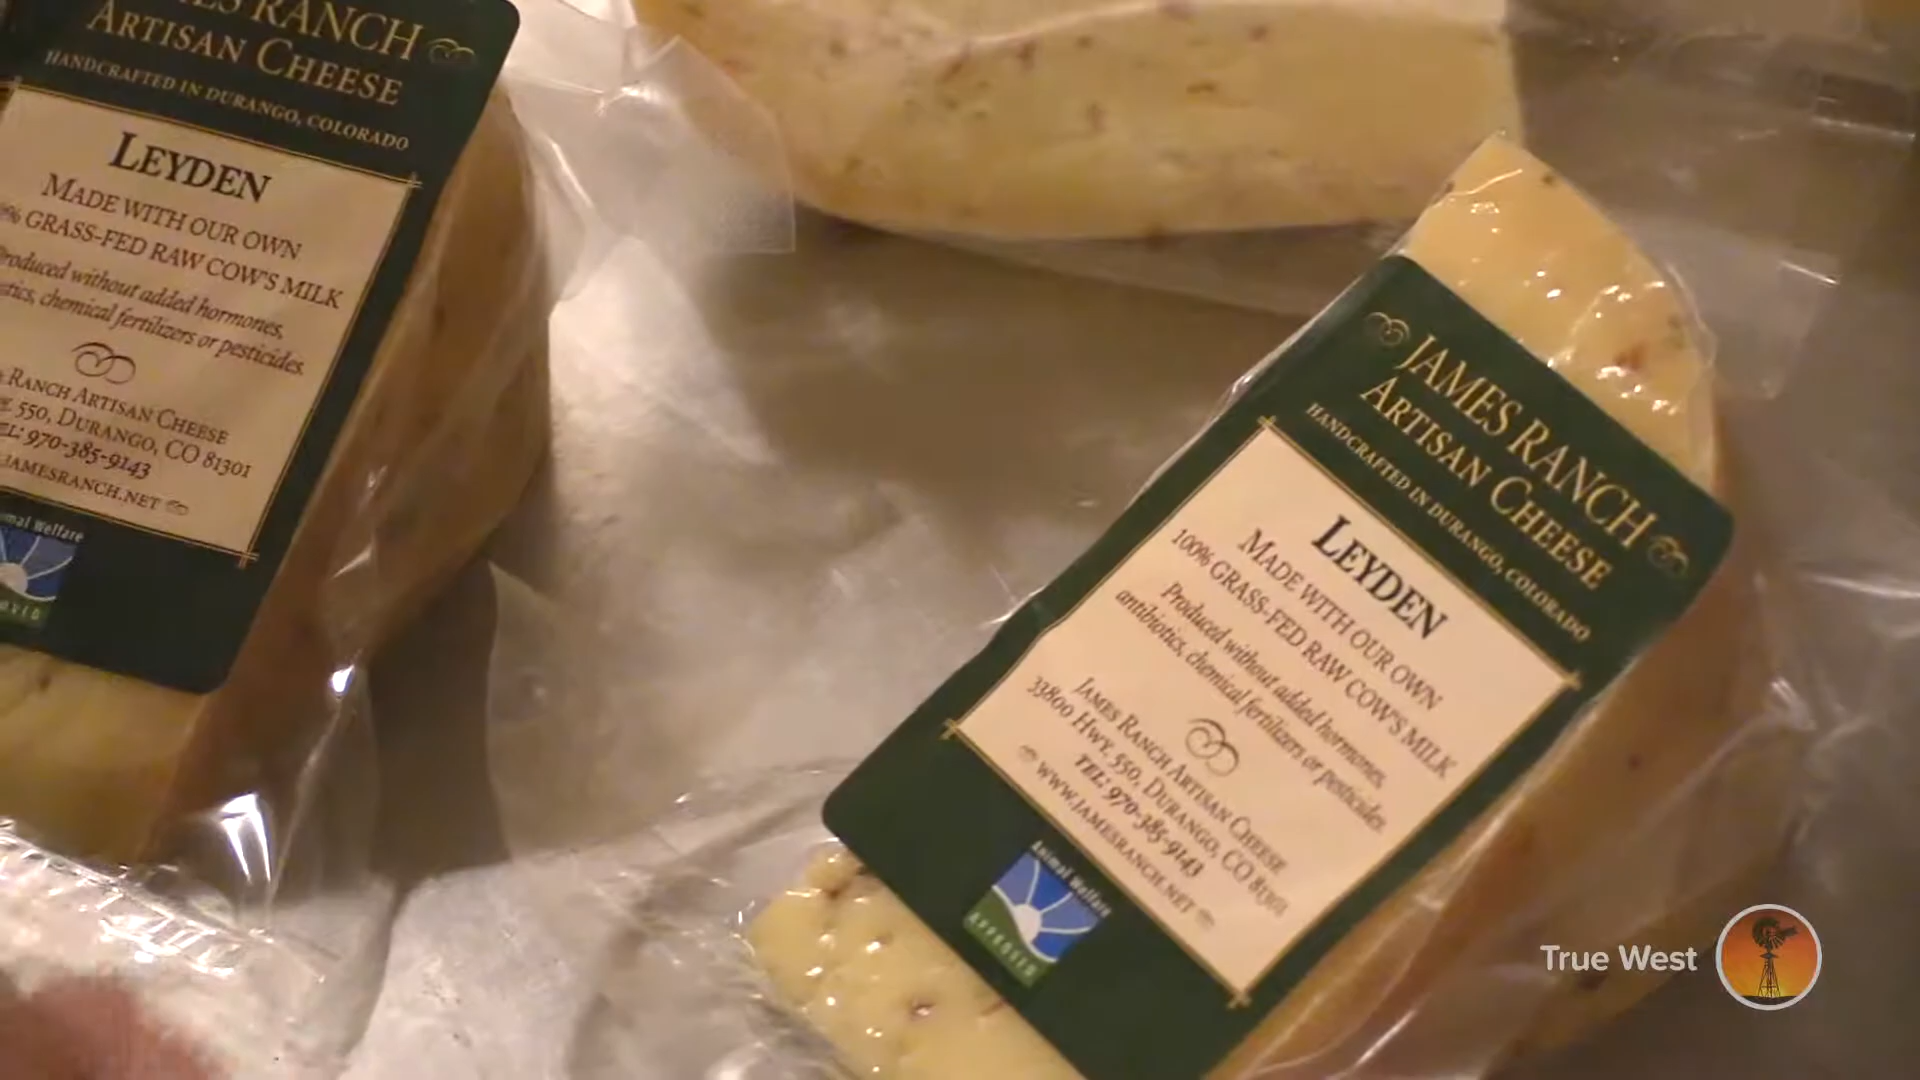 RANCH
ARTISAN CHEESE
HANDCRAFTED IN DURANGO, COLORADO
LEYDEN
MADE WITH OUR OWN
GRASS-FED RAW COW'S MILK
Produced without added hormones,
chemical fertilizers or pesticides.
RANCH ARTISAN CHEESE
550, DURANGO, CO 81301
970-385-9143
JAMESRANCH.NET
Welfare
JAMES RANCH
ARTISAN CHEESE
HANDCRAFTED IN DURANGO, COLORADO
LEYDEN
MADE WITH OUR OWN
100% GRASS-FED RAW COW'S MILK
Produced without added hormones,
antibiotics, chemical fertilizers or pesticides.
JAMES RANCH ARTISAN CHEESE
33800 HWY. 550, DURANGO, CO 81301
TEL: 970-385-9143
WWW.JAMESRANCH.NET
Animal Welfare
APPROVED
True West